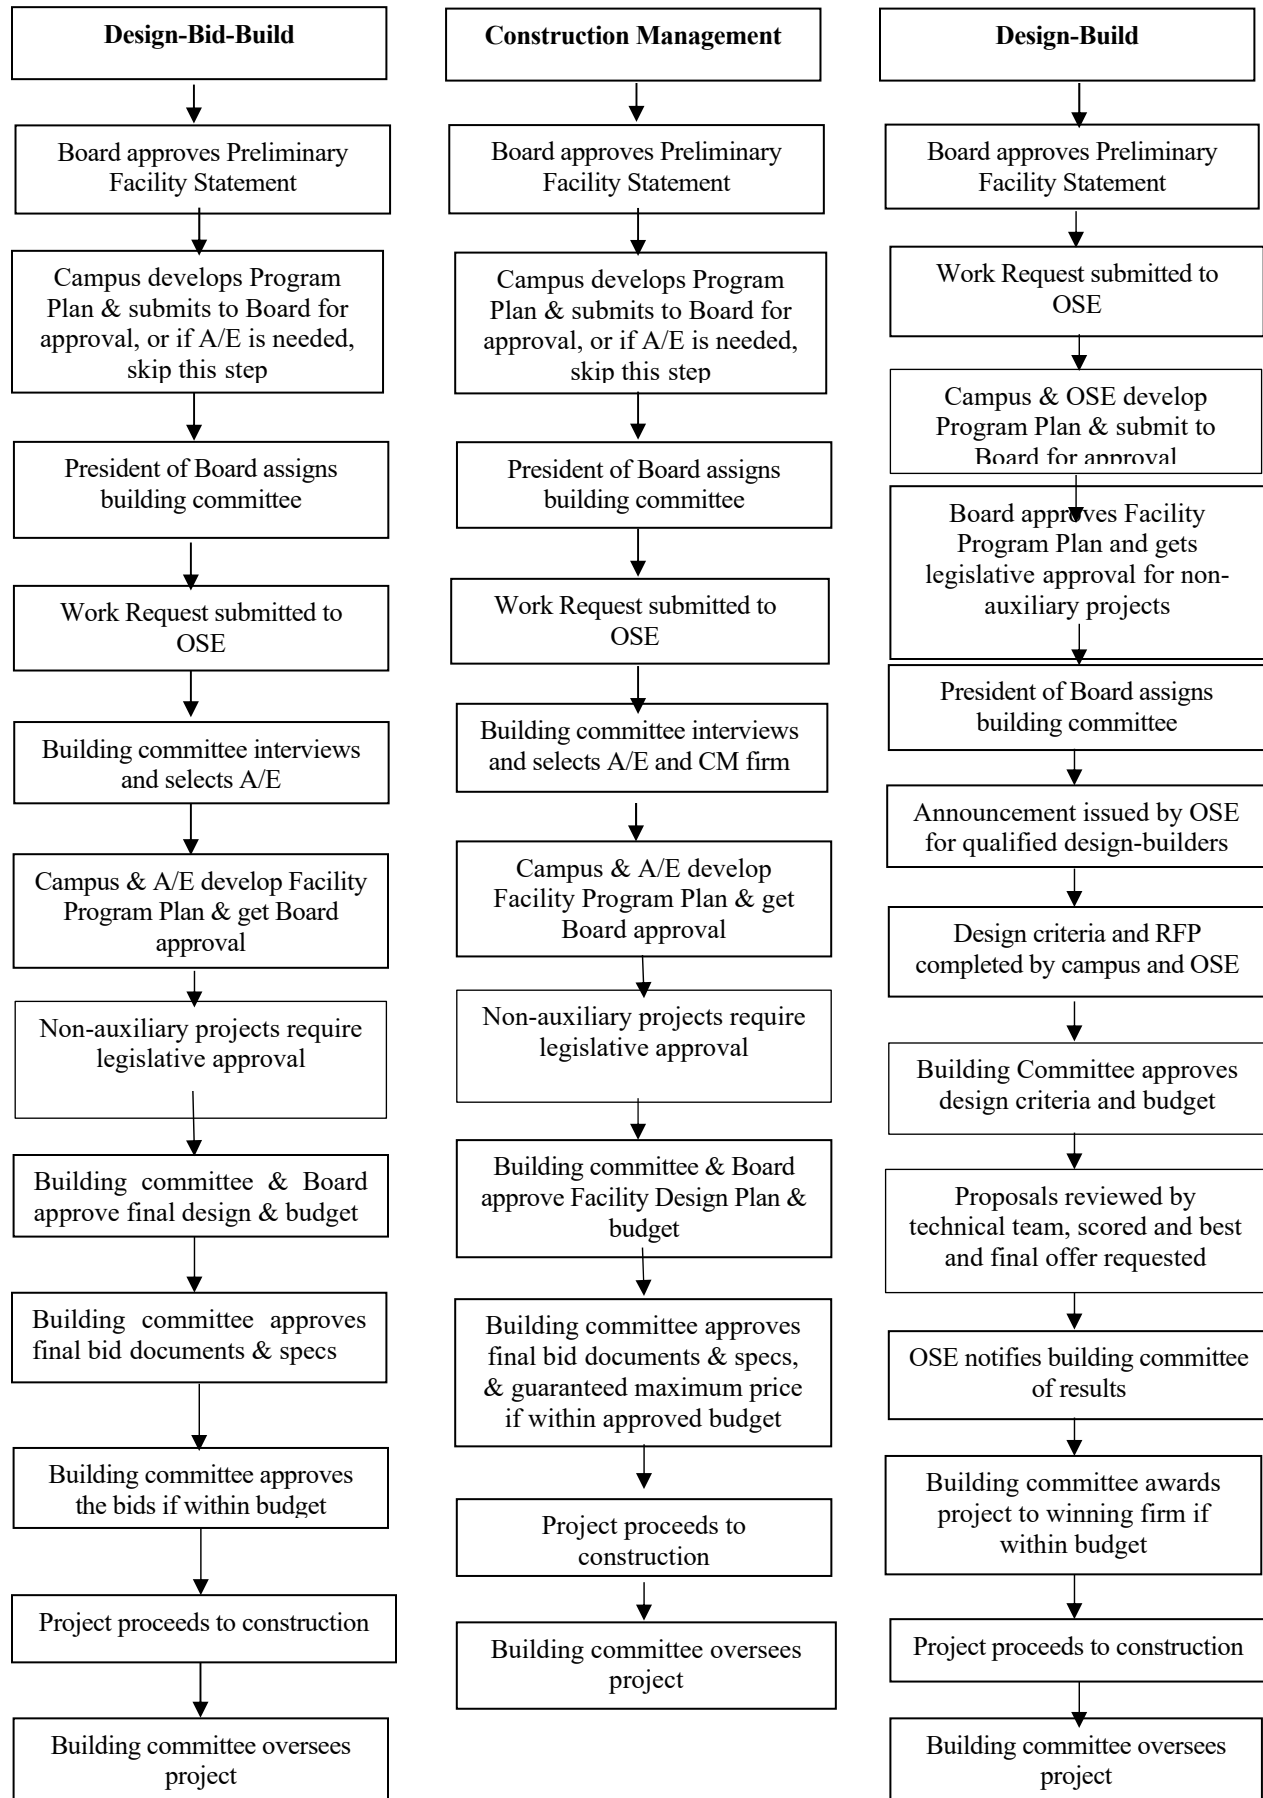 Design-Bid-Build
Board approves Preliminary
Facility Statement
Campus develops Program
Plan & submits to Board for
approval, or if A/E is needed,
skip this step
President of Board assigns
building committee
Work Request submitted to
OSE
Building committee interviews
and selects A/E
Campus & A/E develop Facility
Program Plan & get Board
approval
Non-auxiliary projects require
legislative approval
Building committee & Board
approve final design & budget
Building committee approves
final bid documents & specs
Building committee approves
the bids if within budget
Project proceeds to construction
Building committee oversees
project
Construction Management
Board approves Preliminary
Facility Statement
Campus develops Program
Plan & submits to Board for
approval, or if A/E is needed,
skip this step
President of Board assigns
building committee
Work Request submitted to
OSE
Building committee interviews
and selects A/E and CM firm
Campus & A/E develop
Facility Program Plan & get
Board approval
Non-auxiliary projects require
legislative approval
Building committee & Board
approve Facility Design Plan &
budget
Building committee approves
final bid documents & specs,
& guaranteed maximum price
if within approved budget
Project proceeds to
construction
Building committee oversees
project
Design-Build
Board approves Preliminary
Facility Statement
Work Request submitted to
OSE
Campus & OSE develop
Program Plan & submit to
Board for approval
Board approves Facility
Program Plan and gets
legislative approval for non-
auxiliary projects
President of Board assigns
building committee
Announcement issued by OSE
for qualified design-builders
Design criteria and RFP
completed by campus and OSE
Building Committee approves
design criteria and budget
Proposals reviewed by
technical team, scored and best
and final offer requested
OSE notifies building committee
of results
Building committee awards
project to winning firm if
within budget
Project proceeds to construction
Building committee oversees
project